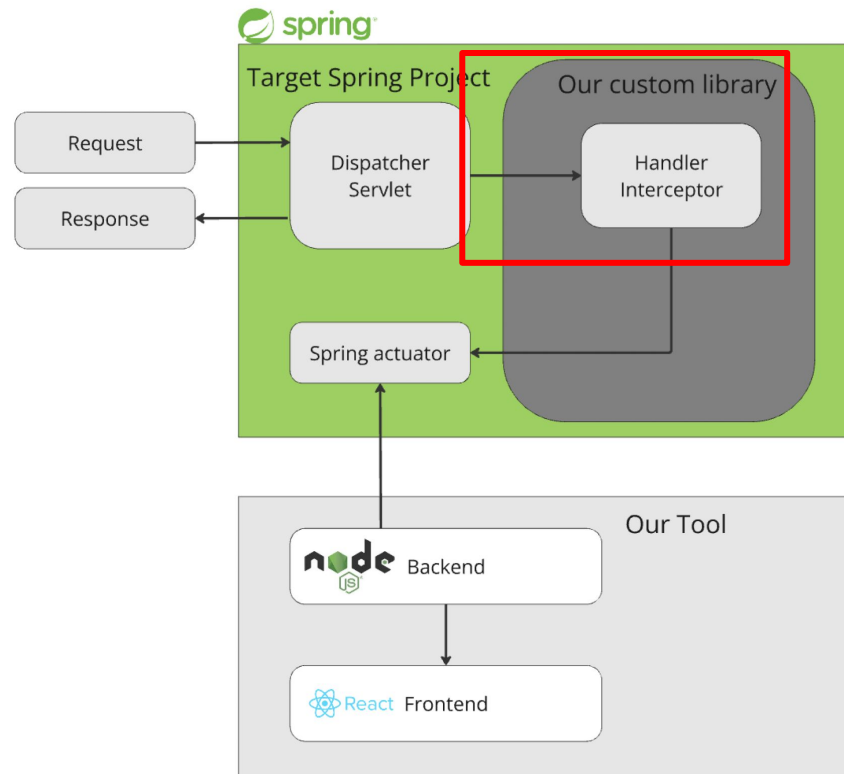 spring
Target Spring Project
Our custom library
Request
Response
Dispatcher
Servlet
Handler
Interceptor
Spring actuator
Our Tool
node
JS
Backend
React Frontend